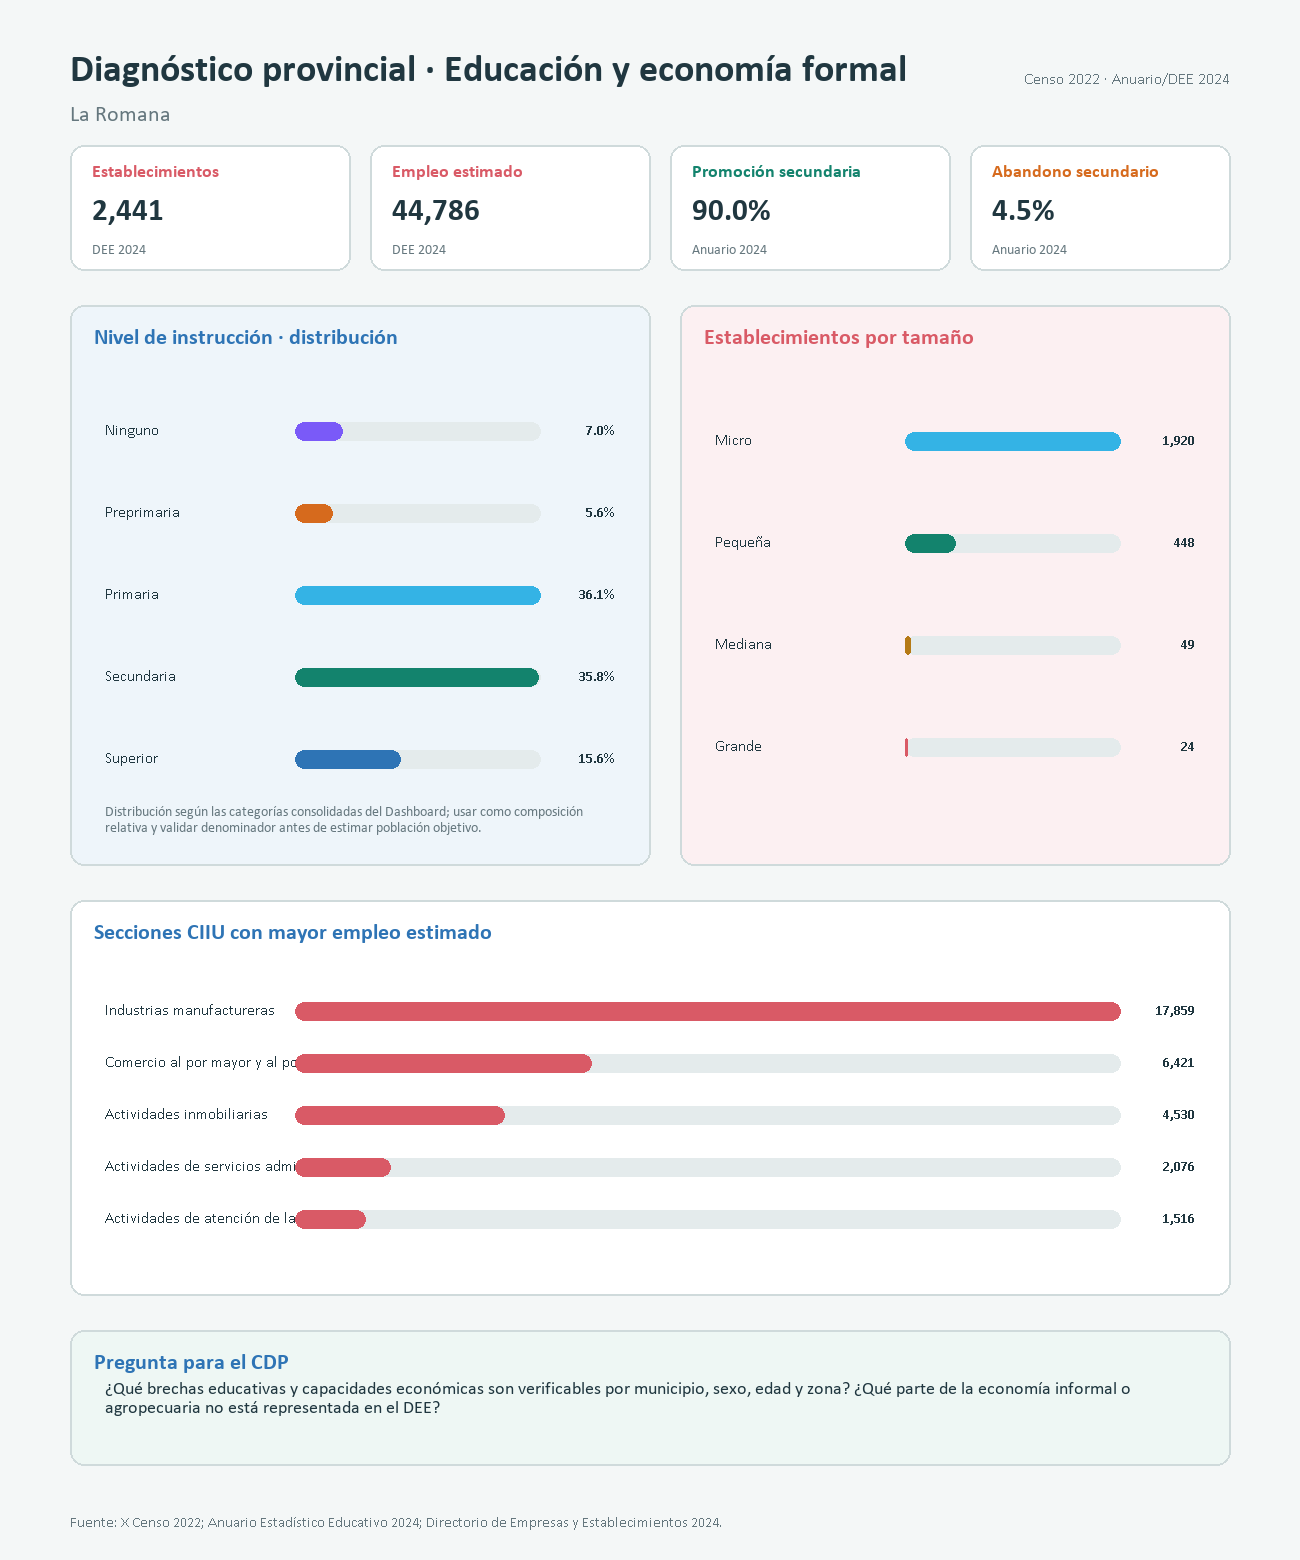 Diagnóstico provincial · Educación y economía formal
Censo 2022 · Anuario/DEE 2024
La Romana
Establecimientos
2,441
DEE 2024
Empleo estimado
44,786
DEE 2024
Promoción secundaria
90.0%
Anuario 2024
Abandono secundario
4.5%
Anuario 2024
Nivel de instrucción · distribución
Ninguno 7.0%
Preprimaria 5.6%
Primaria 36.1%
Secundaria 35.8%
Superior 15.6%
Distribución según las categorías consolidadas del Dashboard; usar como composición
relativa y validar denominador antes de estimar población objetivo.
Establecimientos por tamaño
Micro 1,920
Pequeña 448
Mediana 49
Grande 24
Secciones CIIU con mayor empleo estimado
Industrias manufactureras 17,859
Comercio al por mayor y al po 6,421
Actividades inmobiliarias 4,530
Actividades de servicios admi 2,076
Actividades de atención de la 1,516
Pregunta para el CDP
¿Qué brechas educativas y capacidades económicas son verificables por municipio, sexo, edad y zona? ¿Qué parte de la economía informal o
agropecuaria no está representada en el DEE?
Fuente: X Censo 2022; Anuario Estadístico Educativo 2024; Directorio de Empresas y Establecimientos 2024.